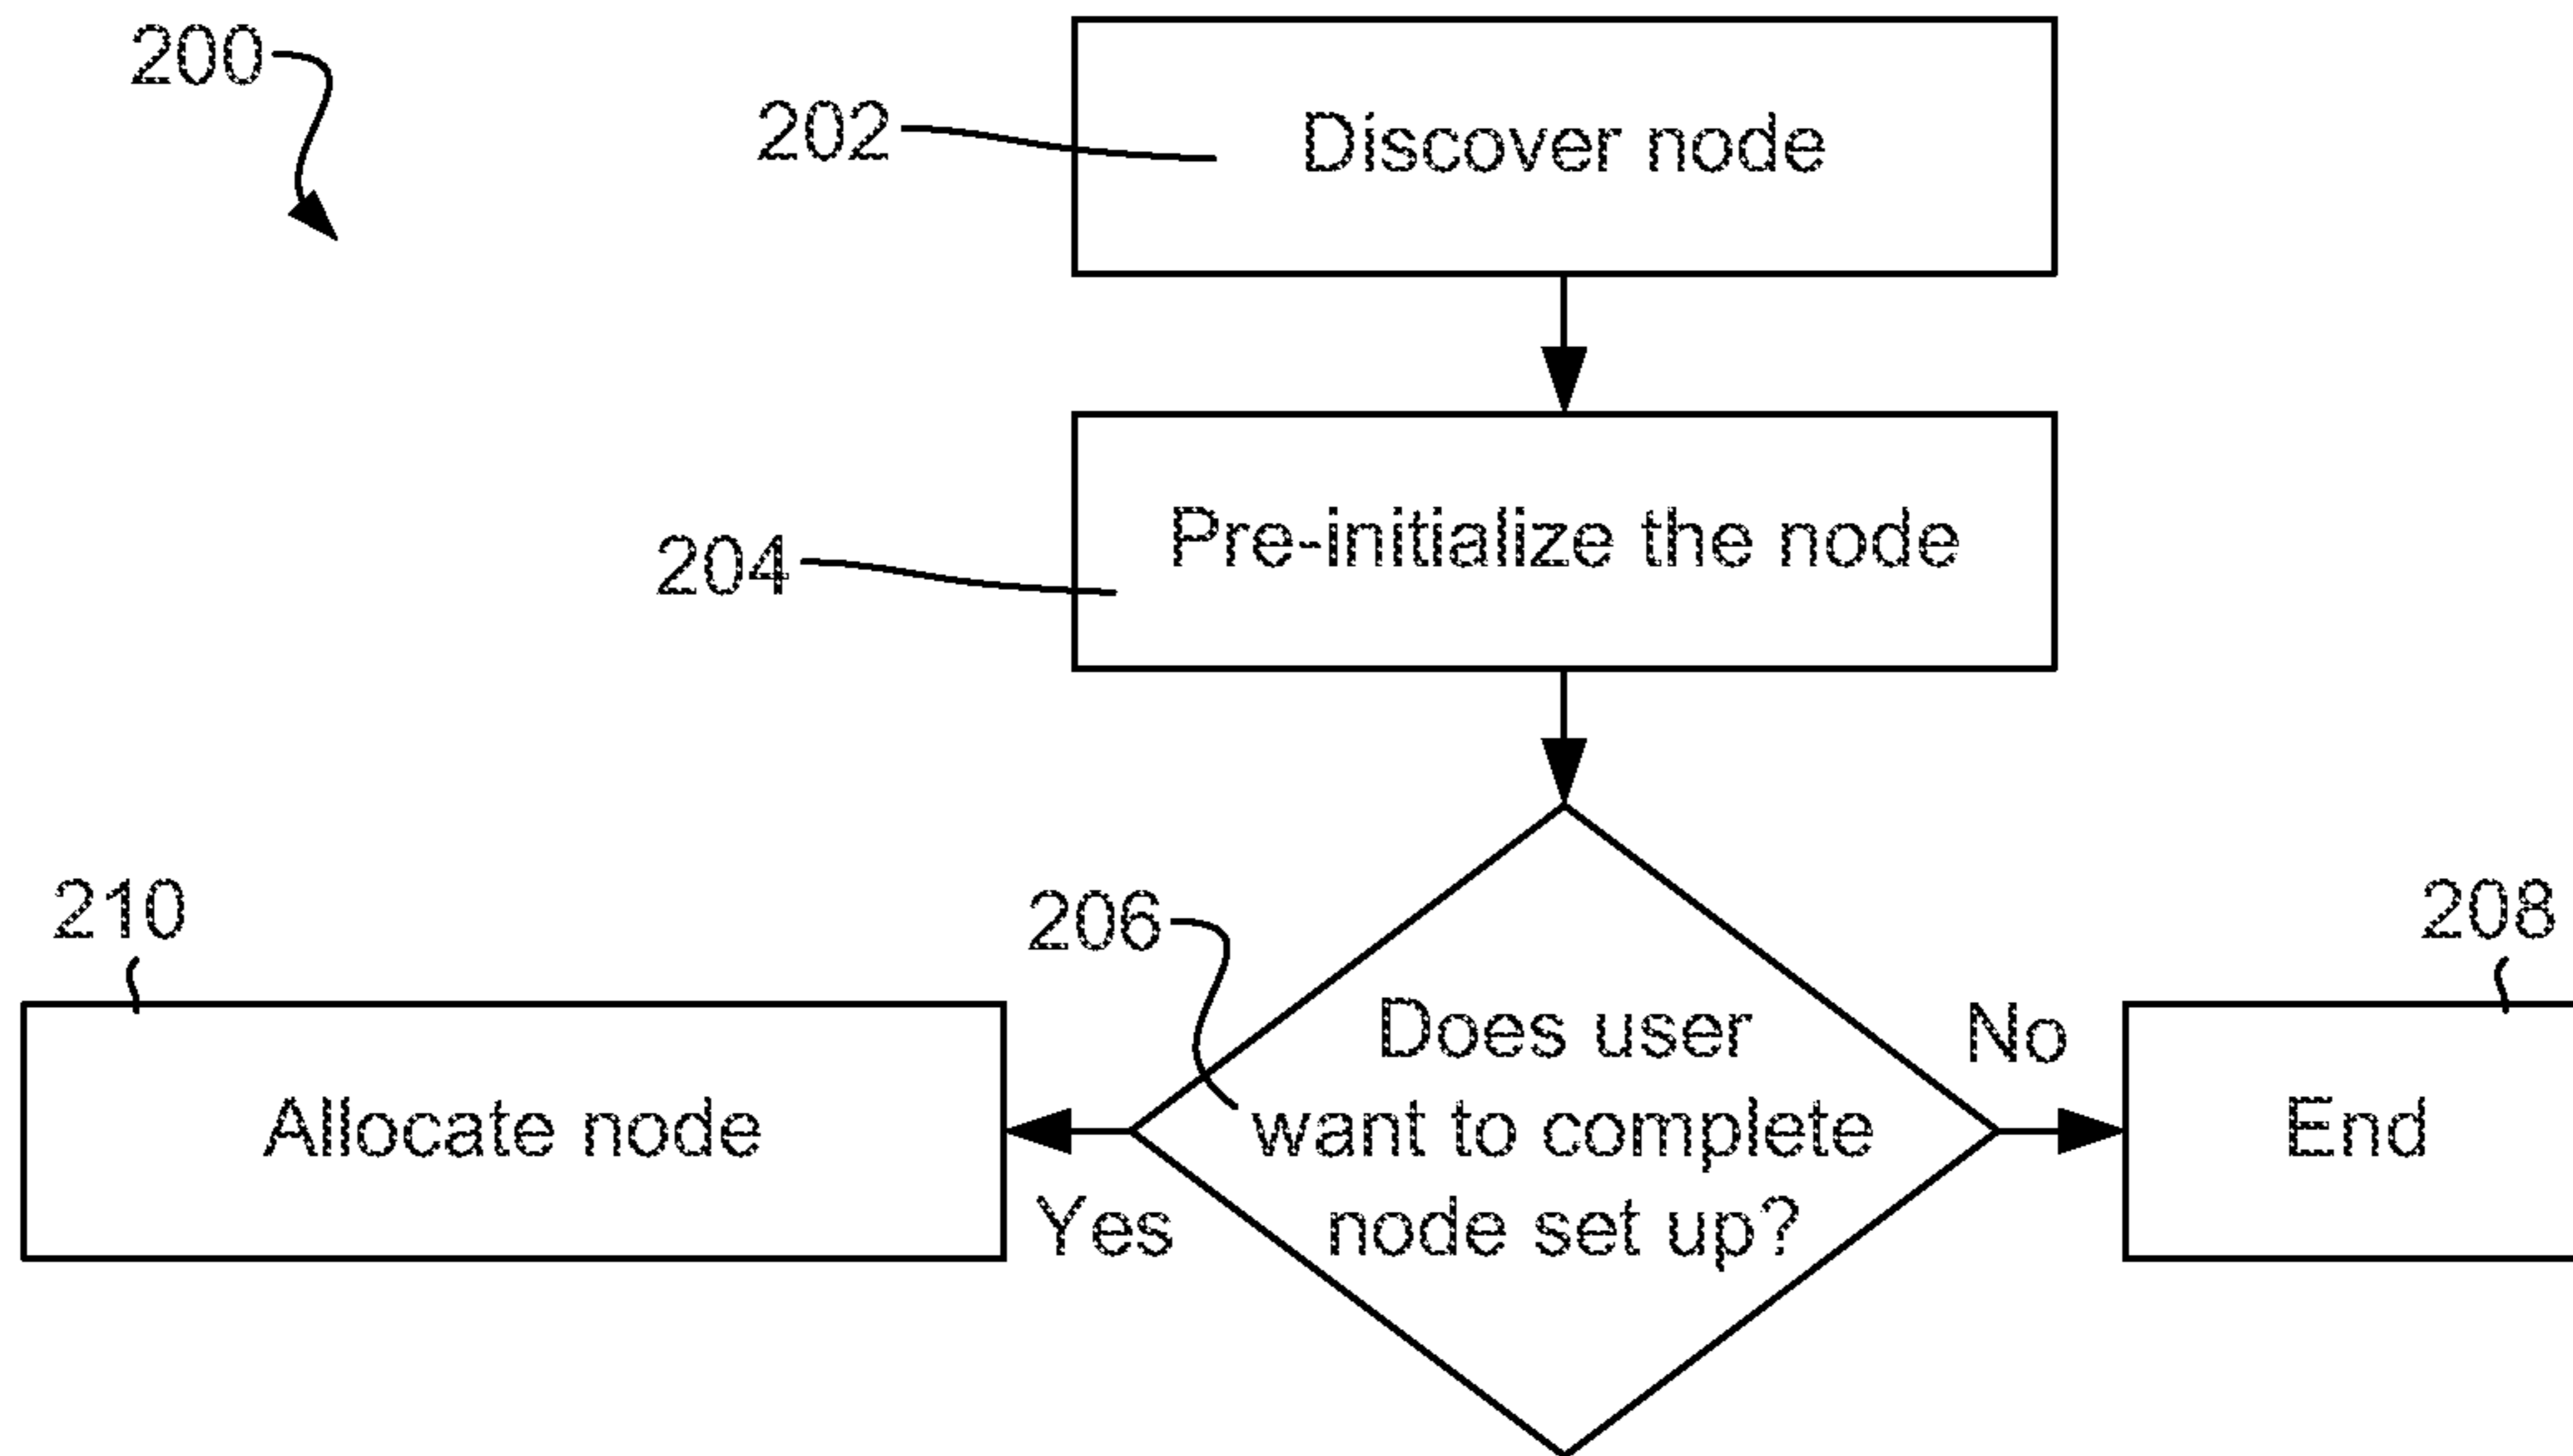 200
202
Discover node
204
Pre-initialize the node
210
206
208
Does user
No
Allocate node
want to complete
End
Yes
node set up?